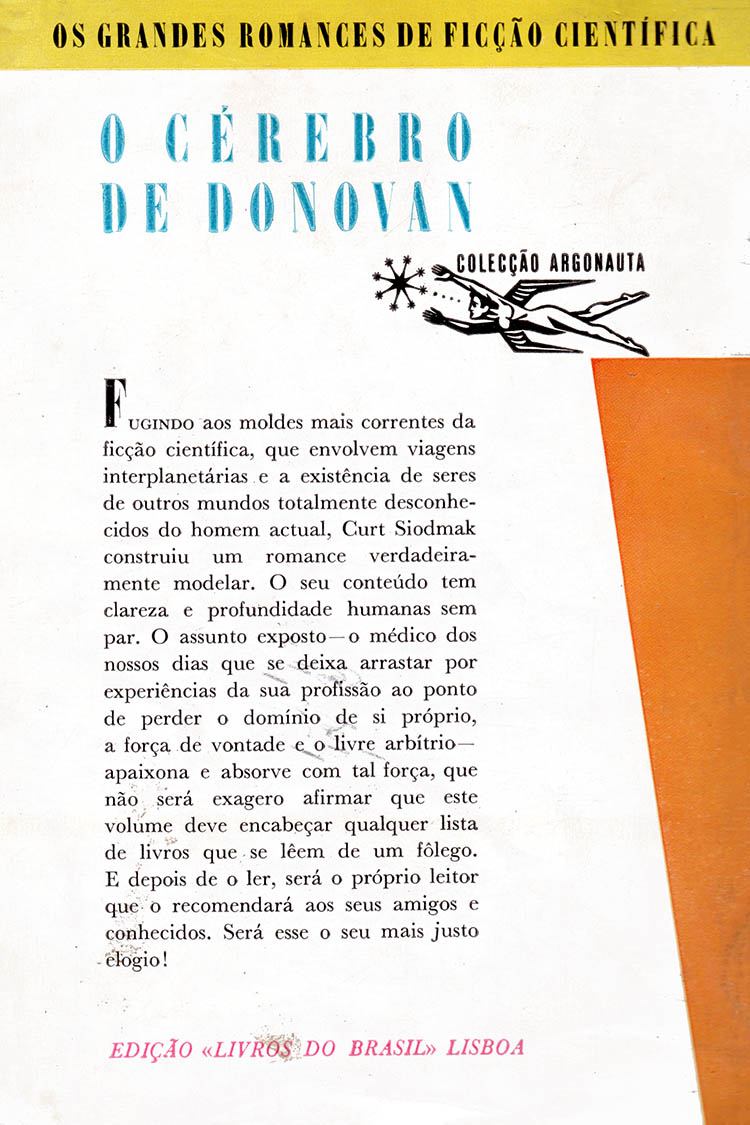 OS GRANDES ROMANCES DE FICÇÃO CIENTÍFICA
O CÉREBRO
DE DONOVAN
COLECÇÃO ARGONAUTA
FUGINDO aos moldes mais correntes da
ficção científica, que envolvem viagens
interplanetárias e a existência de seres
de outros mundos totalmente desconhe-
cidos do homem actual, Curt Siodmak
construiu um romance verdadeira-
mente modelar. O seu conteúdo tem
clareza e profundidade humanas sem
par. O assunto exposto—o médico dos
nossos dias que se deixa arrastar por
experiências da sua profissão ao ponto
de perder o domínio de si próprio,
a força de vontade e o livre arbítrio—
apaixona e absorve com tal força, que
não será exagero afirmar que este
volume deve encabeçar qualquer lista
de livros que se lêem de um fôlego.
E depois de o ler, será o próprio leitor
que o recomendará aos seus amigos e
conhecidos. Será esse o seu mais justo
elogio!
EDIÇÃO «LIVROS DO BRASIL» LISBOA